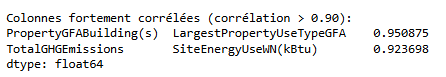 Colonnes fortement corrélées (corrélation > 0.90):
PropertyGFABuilding(s)  LargestPropertyUseTypeGFA    0.950875
TotalGHGEmissions       SiteEnergyUseWN(kBtu)        0.923698
dtype: float64